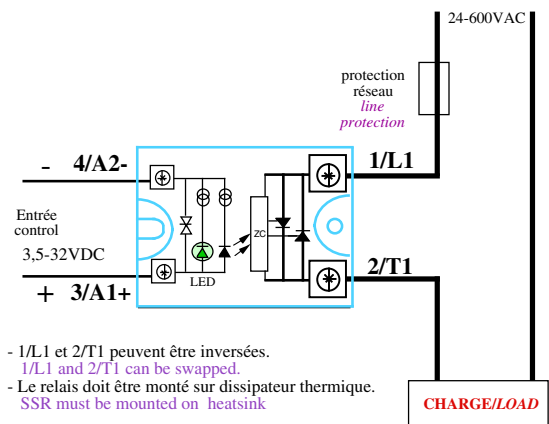 24-600VAC
protection
réseau
line
protection
- 4/A2-
1/L1
Entrée
control
3,5-32VDC
ZC
LED
+ 3/A1+
2/T1
- 1/L1 et 2/T1 peuvent être inversées.
1/L1 and 2/T1 can be swapped.
- Le relais doit être monté sur dissipateur thermique.
SSR must be mounted on heatsink
CHARGE/LOAD